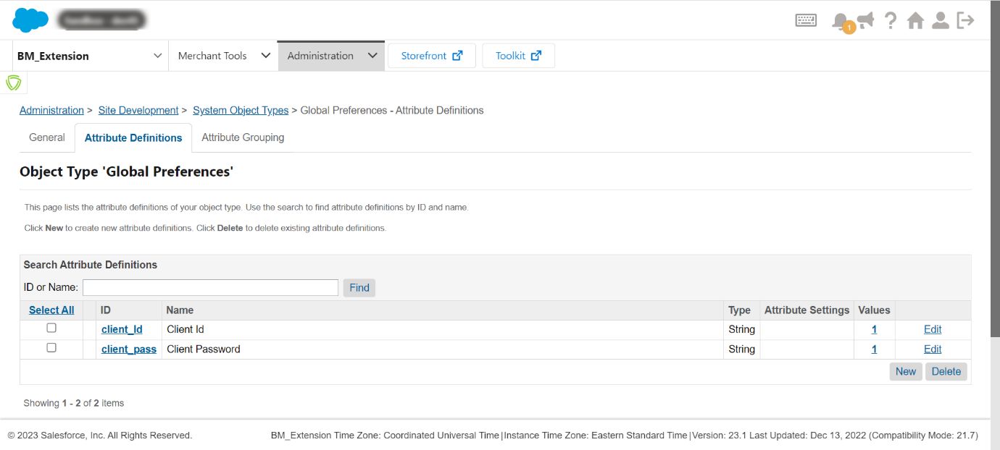 1
BM_Extension Merchant Tools Administration Storefront Toolkit
Administration > Site Development > System Object Types > Global Preferences - Attribute Definitions
General Attribute Definitions Attribute Grouping
Object Type 'Global Preferences'
This page lists the attribute definitions of your object type. Use the search to find attribute definitions by ID and name.
Click New to create new attribute definitions. Click Delete to delete existing attribute definitions.
Search Attribute Definitions
ID or Name: Find
Select All ID Name Type Attribute Settings Values
client_Id Client Id String 1 Edit
client_pass Client Password String 1 Edit
New Delete
Showing 1 - 2 of 2 items
© 2023 Salesforce, Inc. All Rights Reserved. BM_Extension Time Zone: Coordinated Universal Time|Instance Time Zone: Eastern Standard Time|Version: 23.1 Last Updated: Dec 13, 2022 (Compatibility Mode: 21.7)